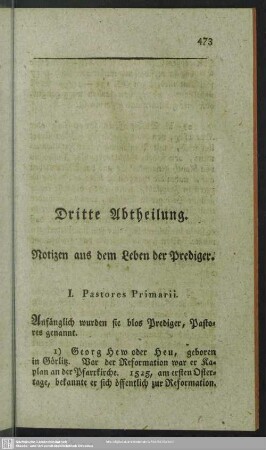 473
Dritte Abtheilung.
Notizen aus dem Leben der Prediger.
I. Pastores Primarii.
Anfänglich wurden sie blos Prediger, Pasto-
res genannt.
1) Georg Hew oder Heu, geboren
in Görlitz. Vor der Reformation war er Ka-
plan an der Pfarrkirche. 1525, am ersten Oster-
tage, bekannte er sich öffentlich zur Reformation.